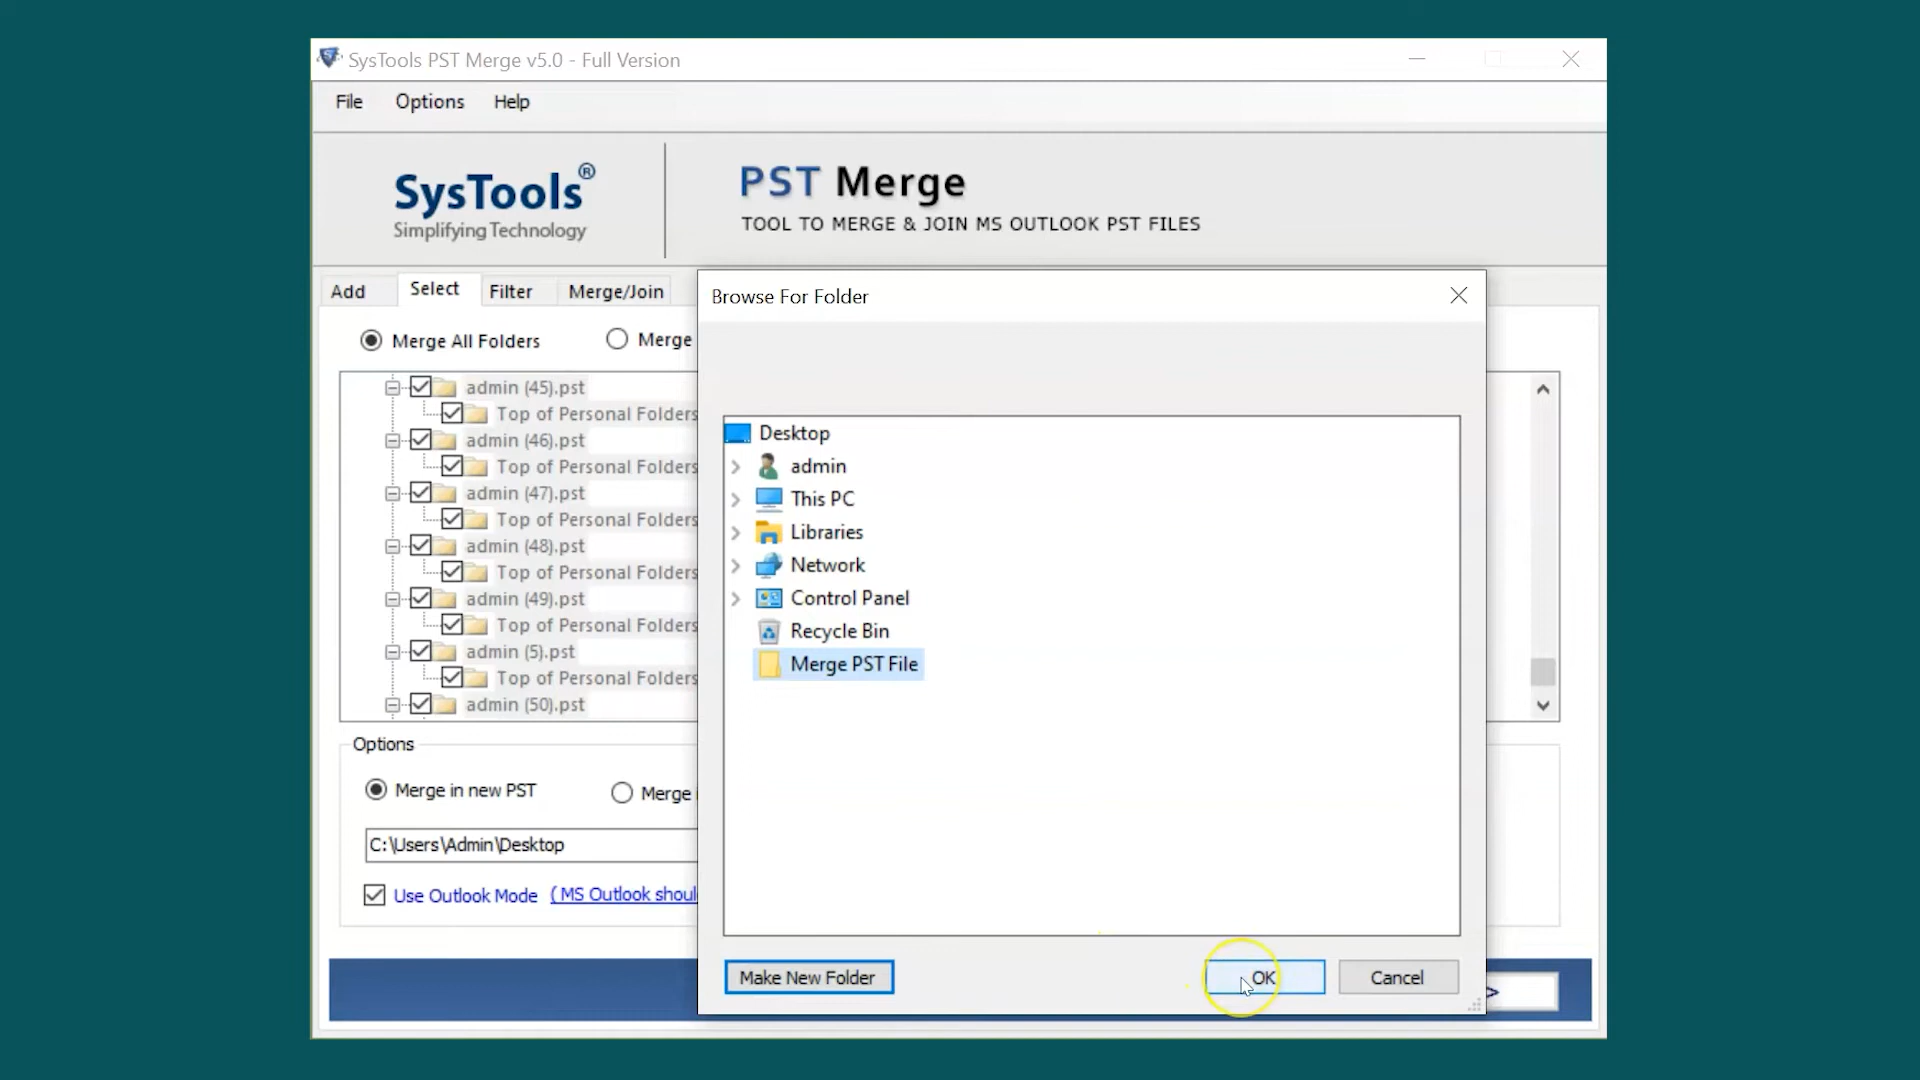 SysTools PST Merge v5.0 - Full Version
File Options Help
SysTools®
Simplifying Technology
PST Merge
TOOL TO MERGE & JOIN MS OUTLOOK PST FILES
Add Select Filter Merge/Join
Merge All Folders Merge
admin (45).pst
Top of Personal Folders
admin (46).pst
Top of Personal Folders
admin (47).pst
Top of Personal Folders
admin (48).pst
Top of Personal Folders
admin (49).pst
Top of Personal Folders
admin (5).pst
Top of Personal Folders
admin (50).pst
Options
Merge in new PST Merge
C:\Users\Admin\Desktop
Use Outlook Mode ( MS Outlook shoul
Browse For Folder
Desktop
admin
This PC
Libraries
Network
Control Panel
Recycle Bin
Merge PST File
Make New Folder OK Cancel
>